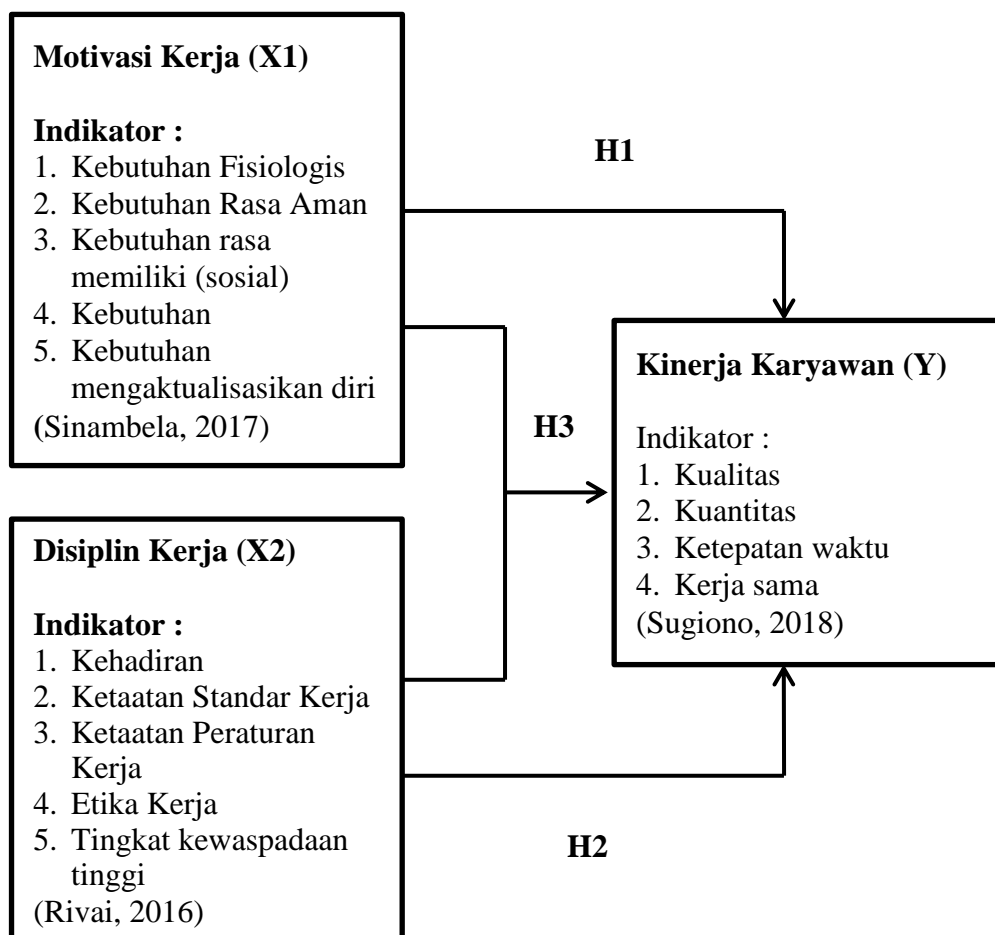 Motivasi Kerja (X1)
Indikator :
1. Kebutuhan Fisiologis
2. Kebutuhan Rasa Aman
3. Kebutuhan rasa
memiliki (sosial)
4. Kebutuhan
5. Kebutuhan
mengaktualisasikan diri
(Sinambela, 2017)
H1
H3
Kinerja Karyawan (Y)
Indikator :
1. Kualitas
2. Kuantitas
3. Ketepatan waktu
4. Kerja sama
(Sugiono, 2018)
Disiplin Kerja (X2)
Indikator :
1. Kehadiran
2. Ketaatan Standar Kerja
3. Ketaatan Peraturan
Kerja
4. Etika Kerja
5. Tingkat kewaspadaan
tinggi
(Rivai, 2016)
H2